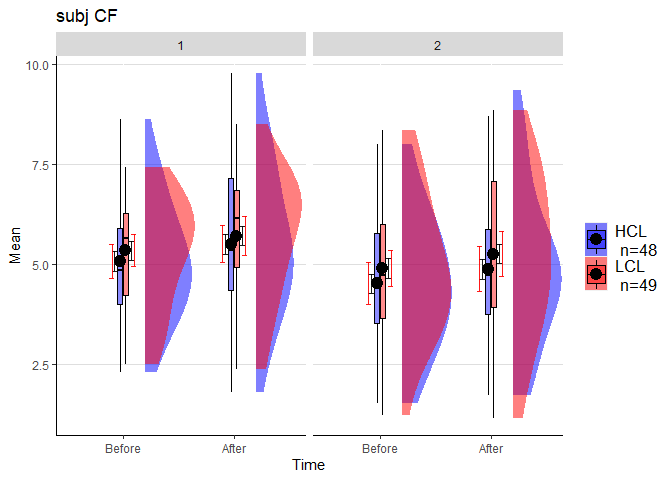 subj CF
1
2
10.0
7.5
5.0
2.5
Mean
Before
After
Before
After
Time
HCL
n=48
LCL
n=49